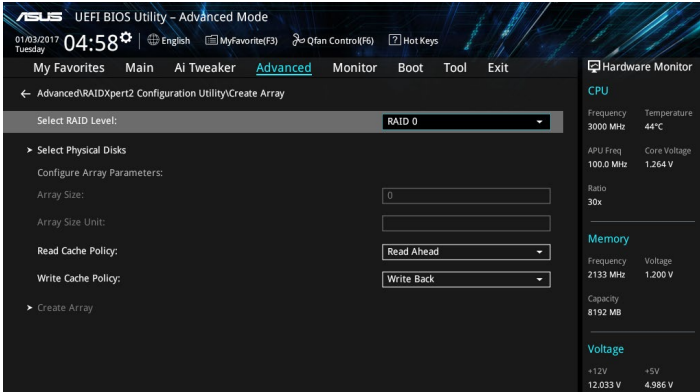 ASUS UEFI BIOS Utility – Advanced Mode
01/03/2017 Tuesday 04:58 English MyFavorite(F3) Qfan Control(F6) ? Hot Keys
My Favorites Main Ai Tweaker Advanced Monitor Boot Tool Exit
← Advanced\RAIDXpert2 Configuration Utility\Create Array
Select RAID Level: RAID 0
> Select Physical Disks
Configure Array Parameters:
Array Size: 0
Array Size Unit:
Read Cache Policy: Read Ahead
Write Cache Policy: Write Back
> Create Array
Hardware Monitor
CPU
Frequency Temperature
3000 MHz 44°C
APU Freq Core Voltage
100.0 MHz 1.264 V
Ratio
30x
Memory
Frequency Voltage
2133 MHz 1.200 V
Capacity
8192 MB
Voltage
+12V +5V
12.033 V 4.986 V